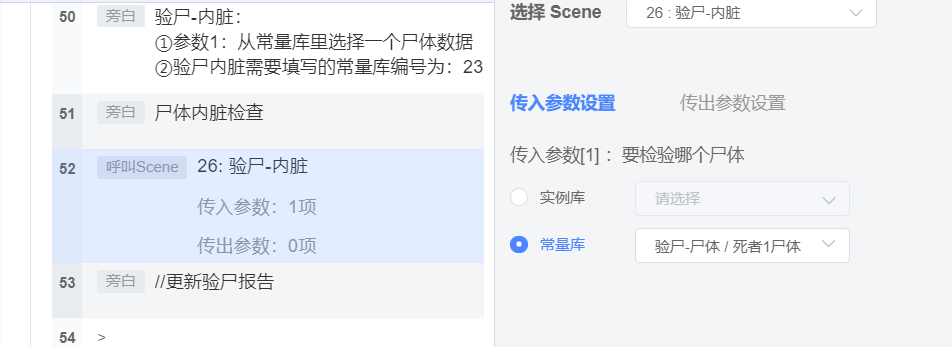 50 旁白 验尸-内脏：
①参数1：从常量库里选择一个尸体数据
②验尸内脏需要填写的常量库编号为：23
51 旁白 尸体内脏检查
52 呼叫Scene 26: 验尸-内脏
传入参数：1项
传出参数：0项
53 旁白 //更新验尸报告
54 >
选择 Scene 26 : 验尸-内脏
传入参数设置 传出参数设置
传入参数[1] ：要检验哪个尸体
实例库 请选择
常量库 验尸-尸体 / 死者1尸体